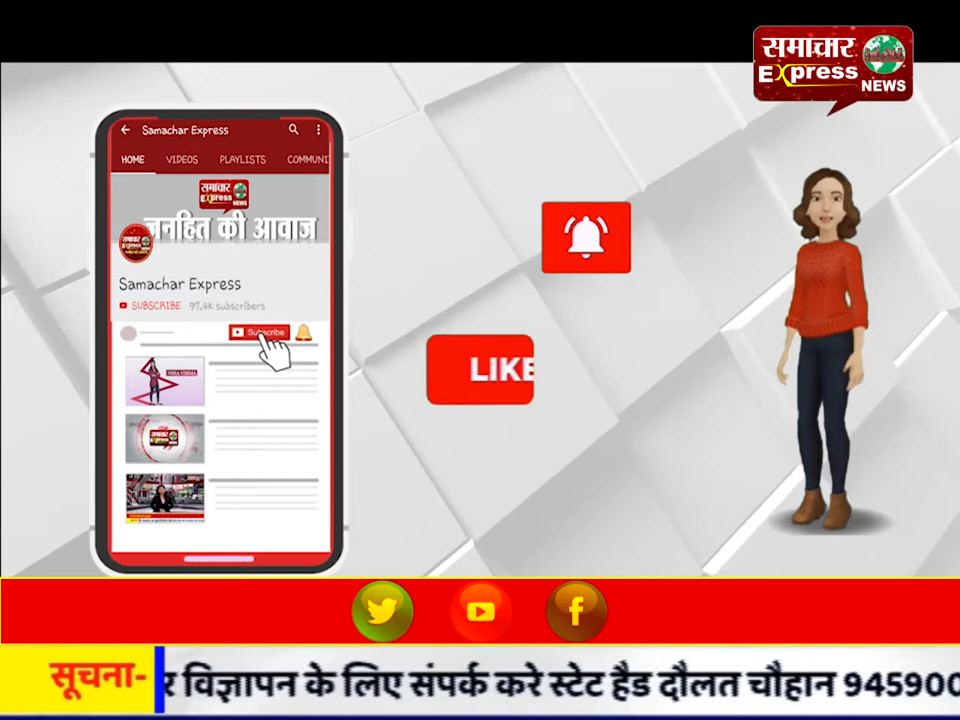 समाचार
Express
NEWS
Samachar Express
HOME VIDEOS PLAYLISTS COMMUNI
समाचार
Express
NEWS
जनहित की आवाज
Samachar Express
SUBSCRIBE 97.4K subscribers
Subscribe
LIKE
सूचना- र विज्ञापन के लिए संपर्क करे स्टेट हैड दौलत चौहान 945900